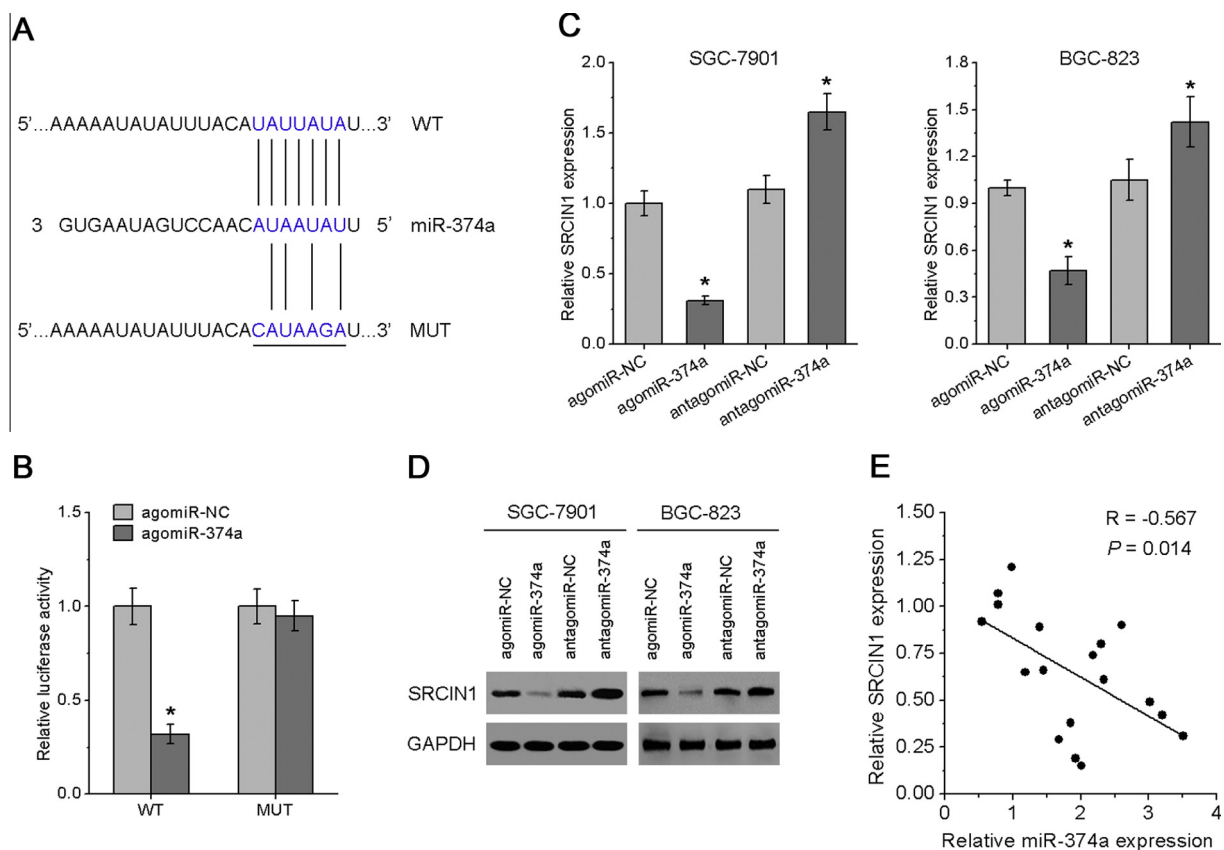 A
5’...AAAAAUAUAUUUACAUAUUAUAU...3’ WT
3 GUGAAUAGUCCAACAUAAUAUU 5’ miR-374a
5’...AAAAAUAUAUUUACACAUAAGAU...3’ MUT
B
agomiR-NC
agomiR-374a
Relative luciferase activity
1.5
1.0
0.5
0.0
*
WT MUT
C
SGC-7901
Relative SRCIN1 expression
2.0
1.5
1.0
0.5
0.0
*
*
agomiR-NC
agomiR-374a
antagomiR-NC
antagomiR-374a
BGC-823
Relative SRCIN1 expression
1.8
1.5
1.2
0.9
0.6
0.3
0.0
*
*
agomiR-NC
agomiR-374a
antagomiR-NC
antagomiR-374a
D
SGC-7901 BGC-823
agomiR-NC
agomiR-374a
antagomiR-NC
antagomiR-374a
agomiR-NC
agomiR-374a
antagomiR-NC
antagomiR-374a
SRCIN1
GAPDH
E
R = -0.567
P = 0.014
Relative SRCIN1 expression
1.50
1.25
1.00
0.75
0.50
0.25
0.00
0 1 2 3 4
Relative miR-374a expression